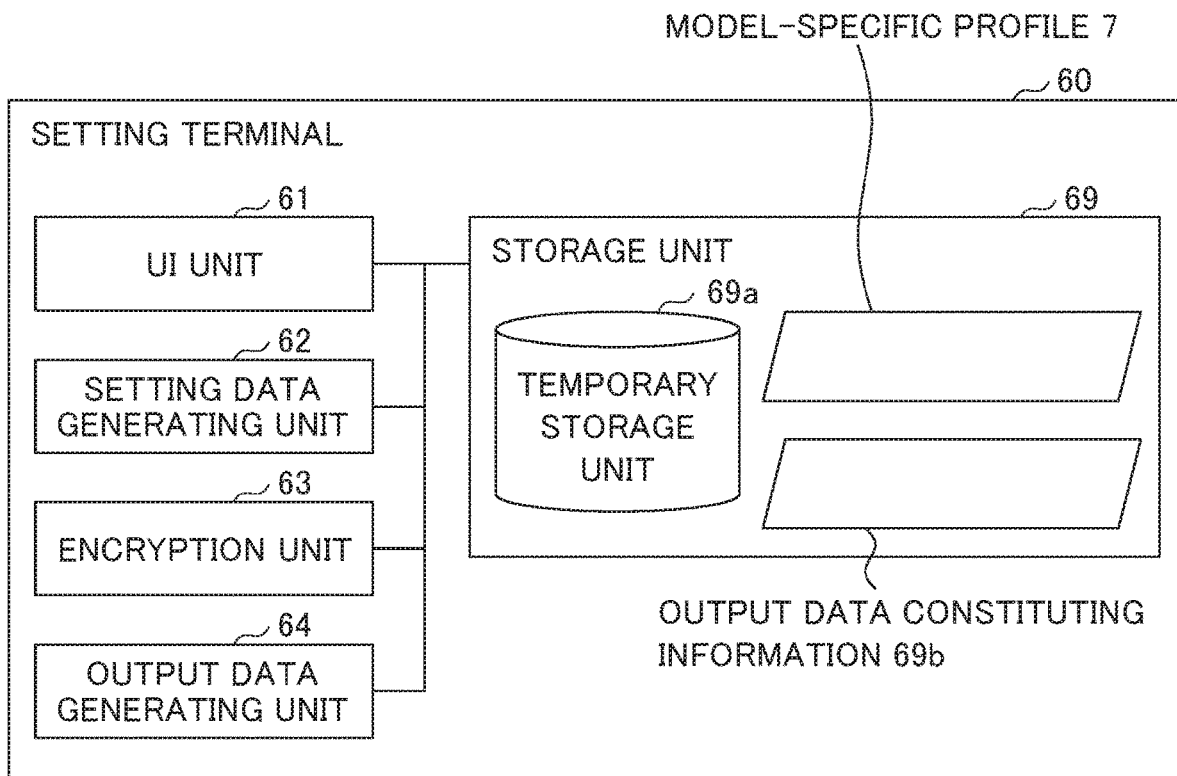 MODEL-SPECIFIC PROFILE 7
60
SETTING TERMINAL
61
UI UNIT
62
SETTING DATA
GENERATING UNIT
63
ENCRYPTION UNIT
64
OUTPUT DATA
GENERATING UNIT
69
STORAGE UNIT
69a
TEMPORARY
STORAGE
UNIT
OUTPUT DATA CONSTITUTING
INFORMATION 69b